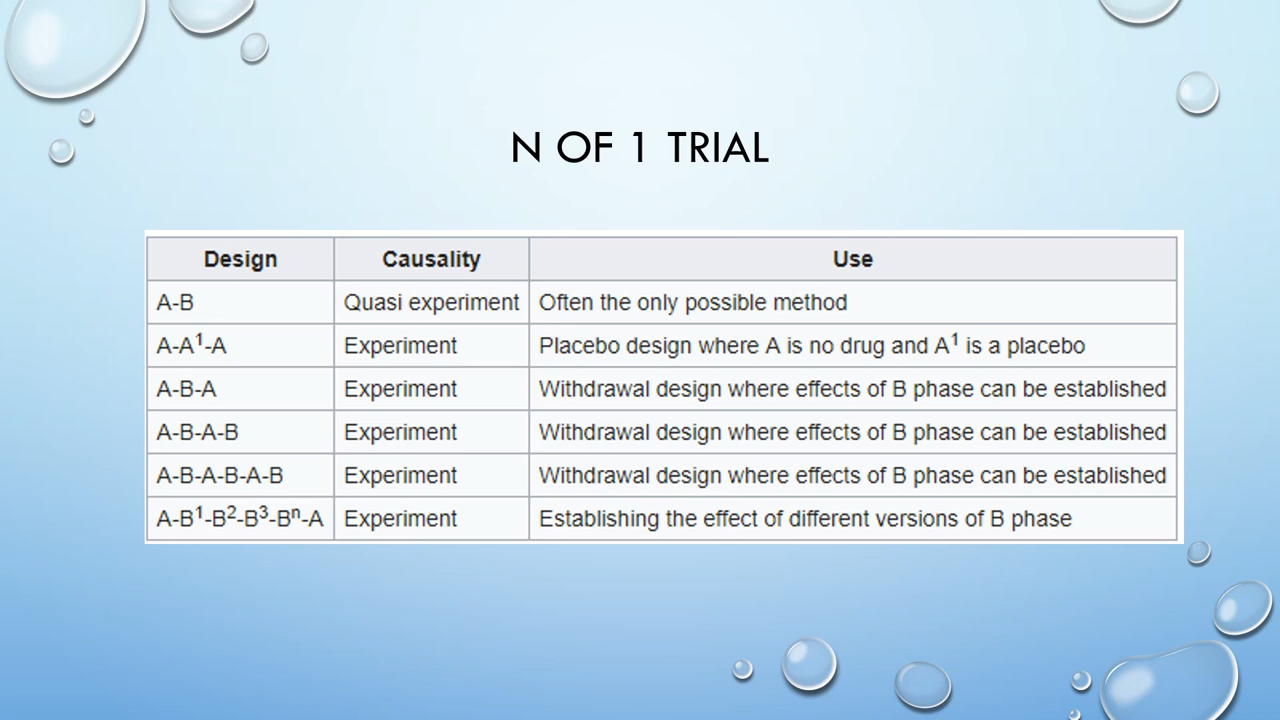 N OF 1 TRIAL
Design Causality Use
A-B Quasi experiment Often the only possible method
A-A¹-A Experiment Placebo design where A is no drug and A¹ is a placebo
A-B-A Experiment Withdrawal design where effects of B phase can be established
A-B-A-B Experiment Withdrawal design where effects of B phase can be established
A-B-A-B-A-B Experiment Withdrawal design where effects of B phase can be established
A-B¹-B²-B³-Bⁿ-A Experiment Establishing the effect of different versions of B phase